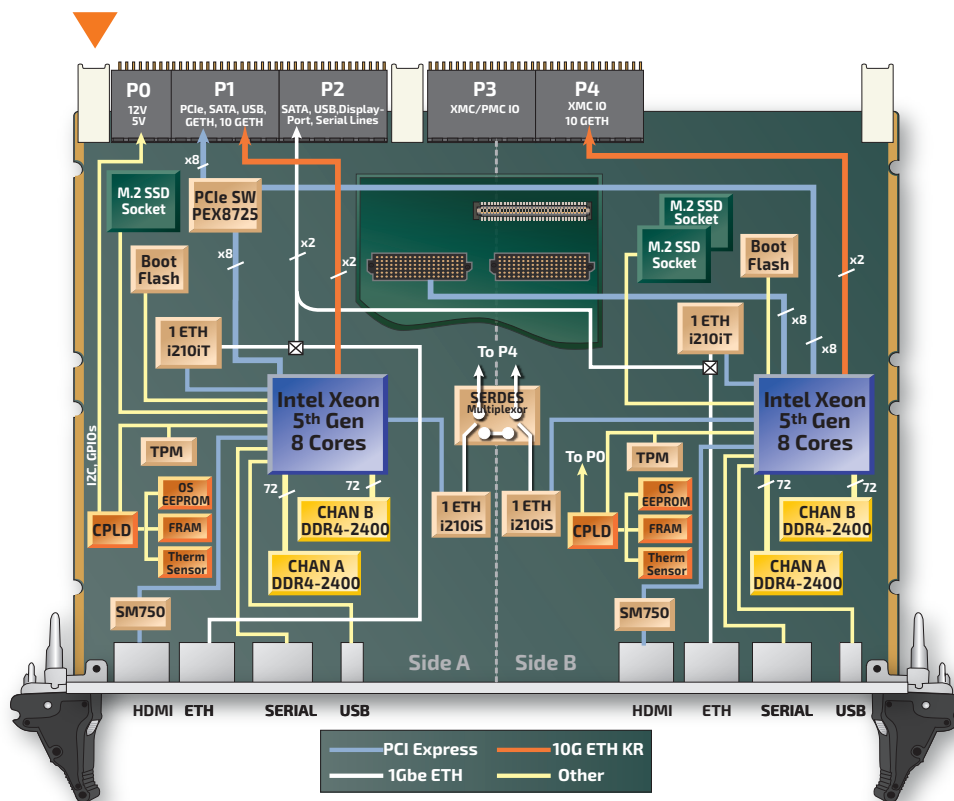 P0
12V
5V
P1
PCIe, SATA, USB,
GETH, 10 GETH
P2
SATA, USB,Display-
Port, Serial Lines
P3
XMC/PMC IO
P4
XMC IO
10 GETH
x8
M.2 SSD
Socket
PCIe SW
PEX8725
x8
x2
x2
Boot
Flash
1 ETH
i210iT
M.2 SSD
Socket
M.2 SSD
Socket
Boot
Flash
x2
1 ETH
i210iT
x8
x8
To P4
SERDES
Multiplexor
Intel Xeon
5th Gen
8 Cores
Intel Xeon
5th Gen
8 Cores
I2C, GPIOs
TPM
72
72
OS
EEPROM
CPLD
FRAM
Therm
Sensor
CHAN B
DDR4-2400
CHAN A
DDR4-2400
1 ETH
i210iS
1 ETH
i210iS
To P0
TPM
72
72
OS
EEPROM
CPLD
FRAM
Therm
Sensor
CHAN B
DDR4-2400
CHAN A
DDR4-2400
SM750
SM750
Side A
Side B
HDMI
ETH
SERIAL
USB
HDMI
ETH
SERIAL
USB
PCI Express
10G ETH KR
1Gbe ETH
Other